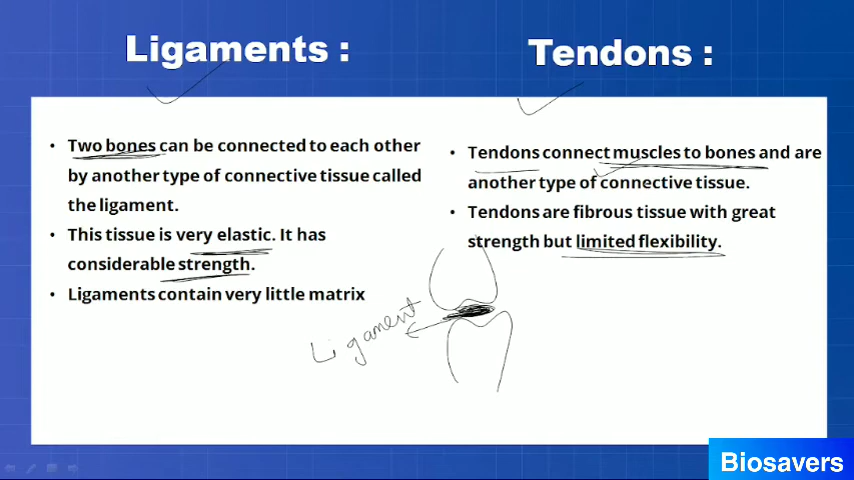 Ligaments :
• Two bones can be connected to each other
by another type of connective tissue called
the ligament.
• This tissue is very elastic. It has
considerable strength.
• Ligaments contain very little matrix
Tendons :
• Tendons connect muscles to bones and are
another type of connective tissue.
• Tendons are fibrous tissue with great
strength but limited flexibility.
Ligament
Biosavers